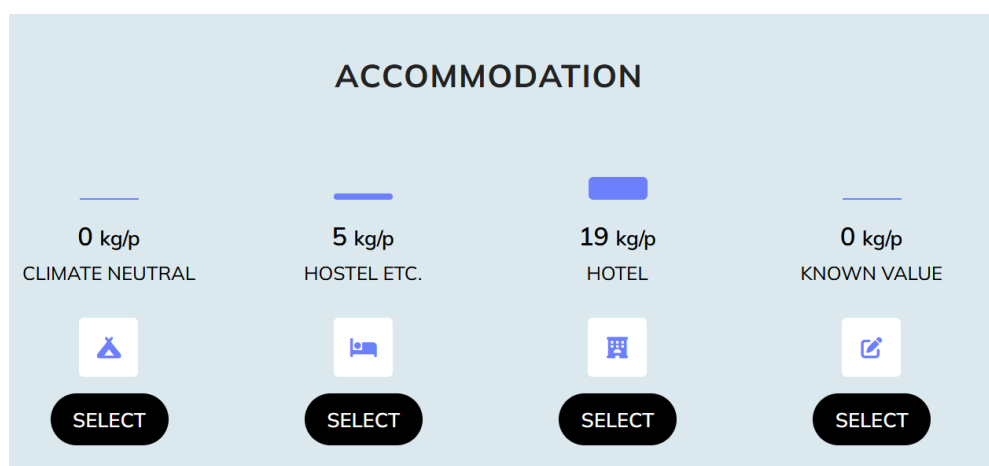 ACCOMMODATION
0 kg/p
5 kg/p
19 kg/p
0 kg/p
CLIMATE NEUTRAL
HOSTEL ETC.
HOTEL
KNOWN VALUE
SELECT
SELECT
SELECT
SELECT